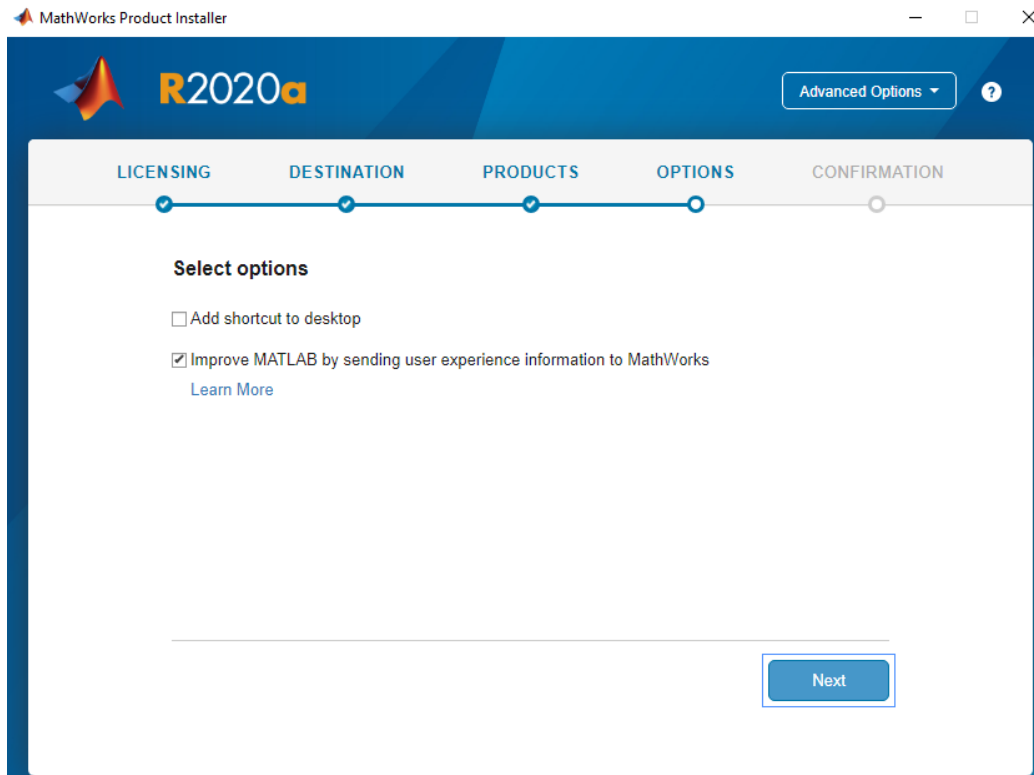 MathWorks Product Installer
R2020a
Advanced Options
?
LICENSING DESTINATION PRODUCTS OPTIONS CONFIRMATION
Select options
Add shortcut to desktop
Improve MATLAB by sending user experience information to MathWorks
Learn More
Next